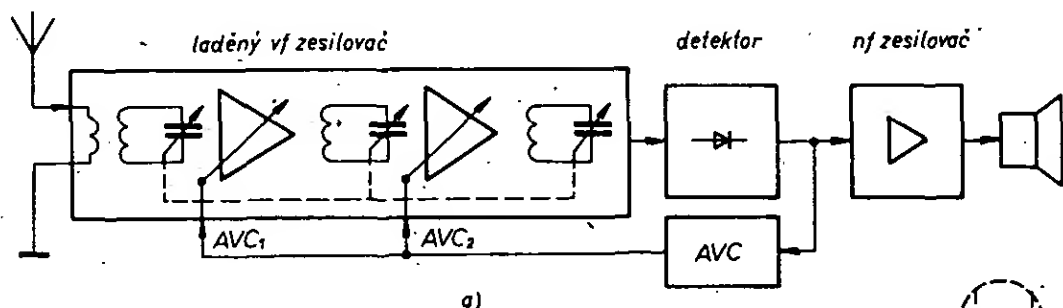 laděný vf zesilovač
detektor
nf zesilovač
AVC₁
AVC₂
AVC
a)